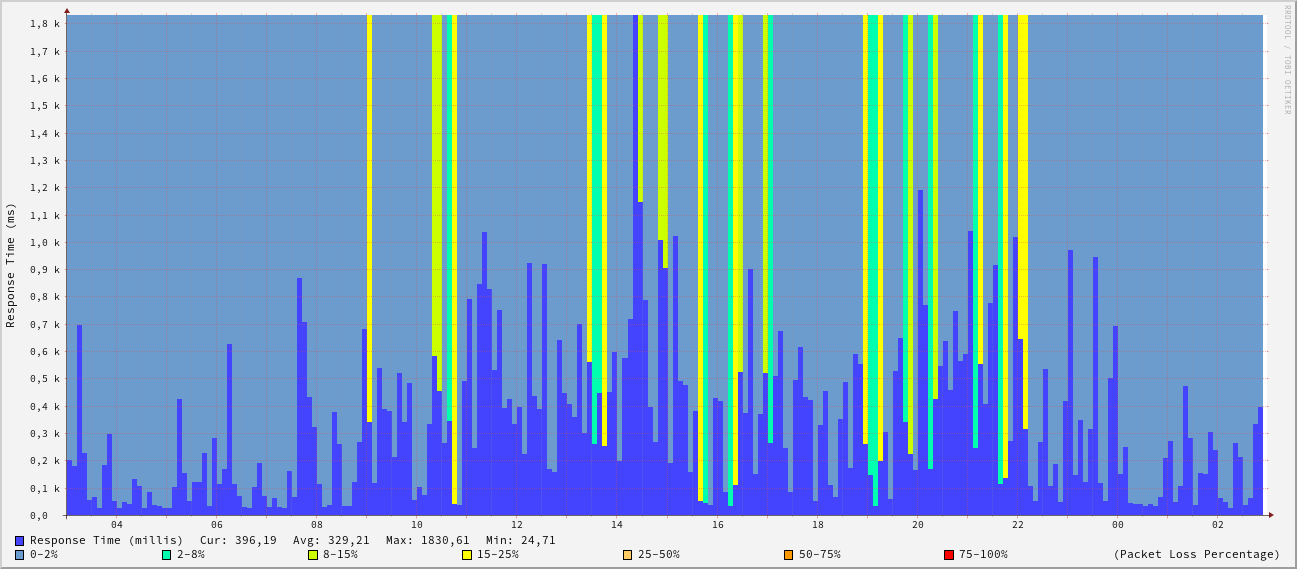 RRDTOOL / TOBI OETIKER
Response Time (ms)
1,8 k
1,7 k
1,6 k
1,5 k
1,4 k
1,3 k
1,2 k
1,1 k
1,0 k
0,9 k
0,8 k
0,7 k
0,6 k
0,5 k
0,4 k
0,3 k
0,2 k
0,1 k
0,0
04 06 08 10 12 14 16 18 20 22 00 02
Response Time (millis) Cur: 396,19 Avg: 329,21 Max: 1830,61 Min: 24,71
0-2% 2-8% 8-15% 15-25% 25-50% 50-75% 75-100% (Packet Loss Percentage)